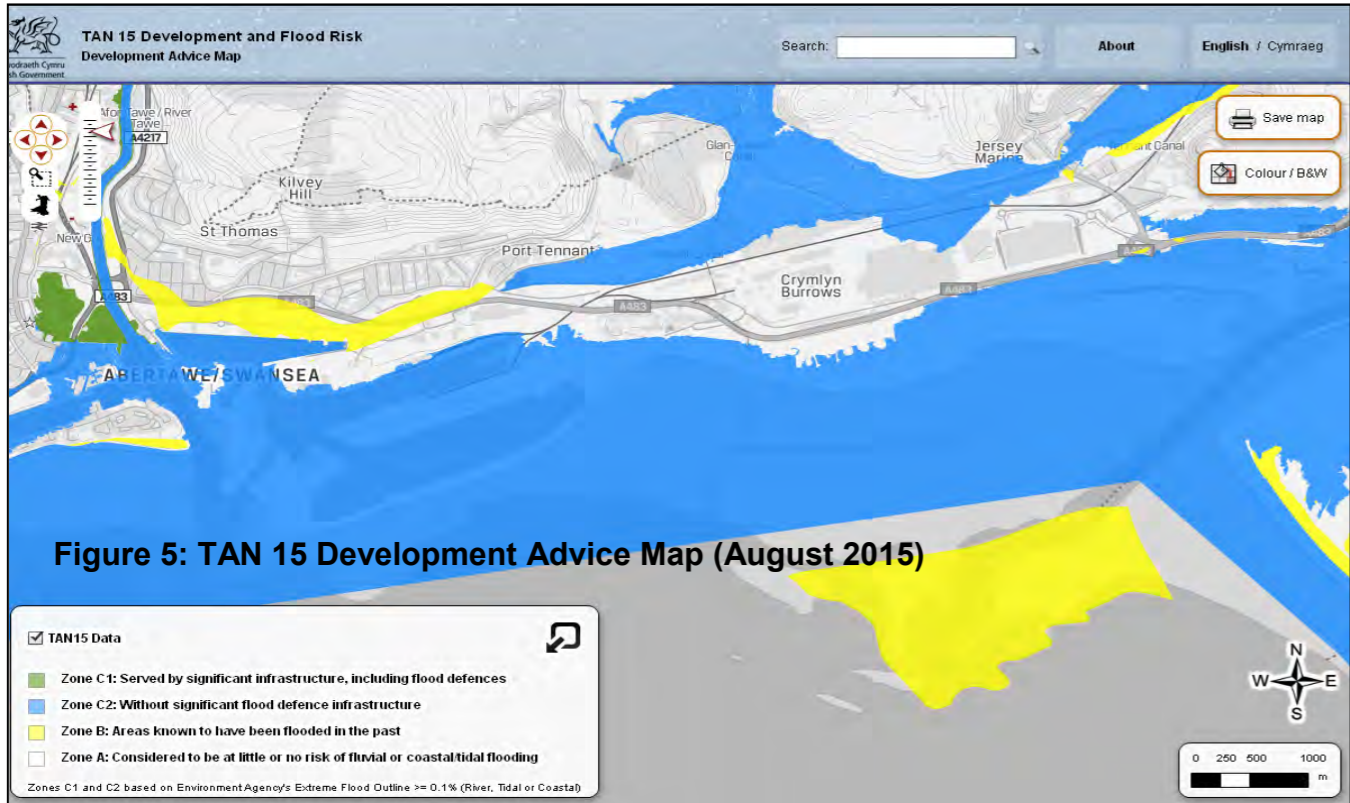 TAN 15 Development and Flood Risk
Development Advice Map
Search:
About
English / Cymraeg
Save map
Colour / B&W
Tawe / River
Tawe
A4217
Kilvey
Hill
St Thomas
Port Tennant
Jersey
Marine
Canal
A483
A483
A483
Crymlyn
Burrows
A483
ABERTAWE/SWANSEA
Figure 5: TAN 15 Development Advice Map (August 2015)
TAN15 Data
Zone C1: Served by significant infrastructure, including flood defences
Zone C2: Without significant flood defence infrastructure
Zone B: Areas known to have been flooded in the past
Zone A: Considered to be at little or no risk of fluvial or coastal/tidal flooding
Zones C1 and C2 based on Environment Agency's Extreme Flood Outline >= 0.1% (River, Tidal or Coastal)
N
W E
S
0 250 500 1000
m